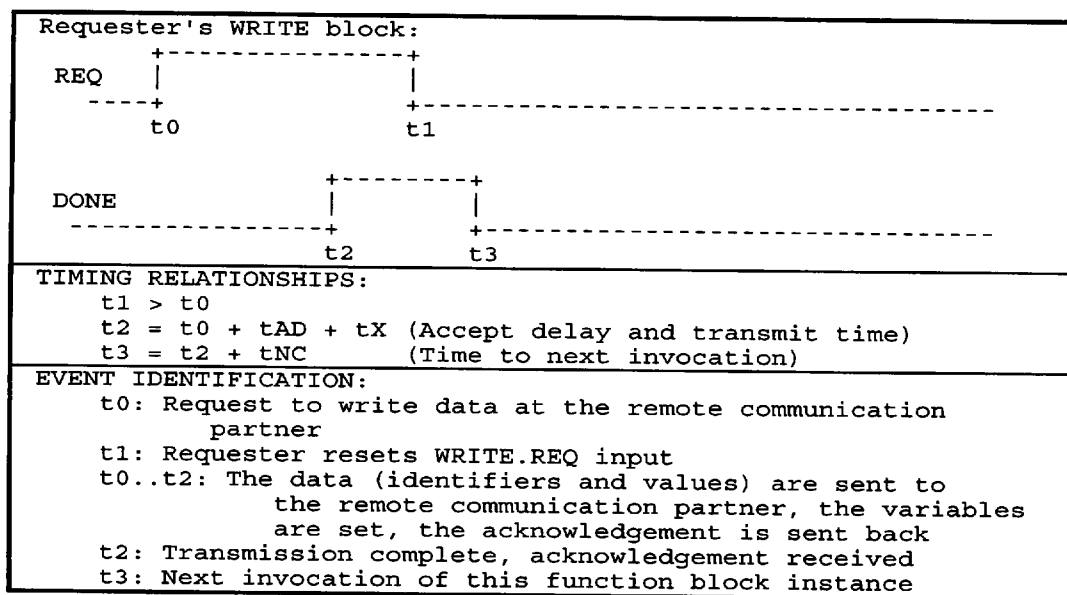 Requester's WRITE block:
REQ
t0 t1
DONE
t2 t3
TIMING RELATIONSHIPS:
t1 > t0
t2 = t0 + tAD + tX (Accept delay and transmit time)
t3 = t2 + tNC (Time to next invocation)
EVENT IDENTIFICATION:
t0: Request to write data at the remote communication
partner
t1: Requester resets WRITE.REQ input
t0..t2: The data (identifiers and values) are sent to
the remote communication partner, the variables
are set, the acknowledgement is sent back
t2: Transmission complete, acknowledgement received
t3: Next invocation of this function block instance